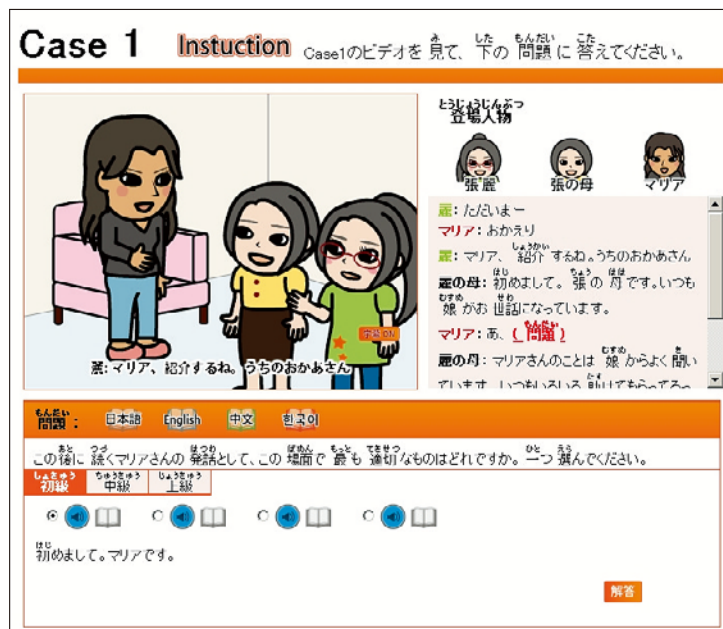 Case 1 Instuction Case1のビデオを 見て、下の 問題に 答えてください。
登場人物
張麗 張の母 マリア
麗: ただいまー
マリア: おかえり
麗: マリア、紹介するね。うちのおかあさん
麗の母: 初めまして。張の 母です。いつも
娘がお 世話になっています。
マリア: あ、( 問題 )
麗の母: マリアさんのことは 娘からよく聞い
ています。いつもいろいろ 助けてもらってるっ
学習 ON
麗: マリア、紹介するね。うちのおかあさん
問題: 日本語 English 中文 한국어
この後に 続くマリアさんの 発話として、この 場面で 最も 適切なものはどれですか。一つ 選んでください。
初級 中級 上級
初めまして。マリアです。
解答